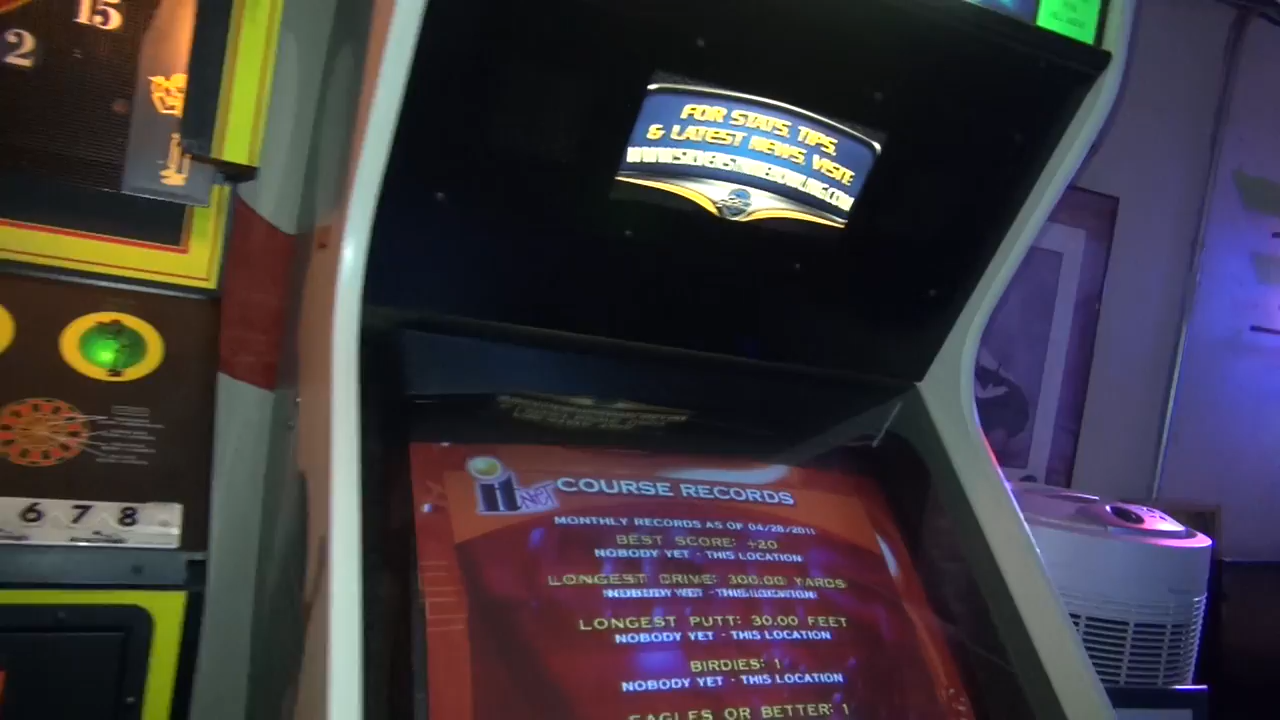 15
2
FOR STATS, TIPS,
& LATEST NEWS, VISIT:
6 7 8
COURSE RECORDS
MONTHLY RECORDS AS OF 04/28/2011
BEST SCORE: +20
NOBODY YET - THIS LOCATION
LONGEST DRIVE: 300.00 YARDS
NOBODY YET - THIS LOCATION
LONGEST PUTT: 30.00 FEET
NOBODY YET - THIS LOCATION
BIRDIES: 1
NOBODY YET - THIS LOCATION
EAGLES OR BETTER: 1